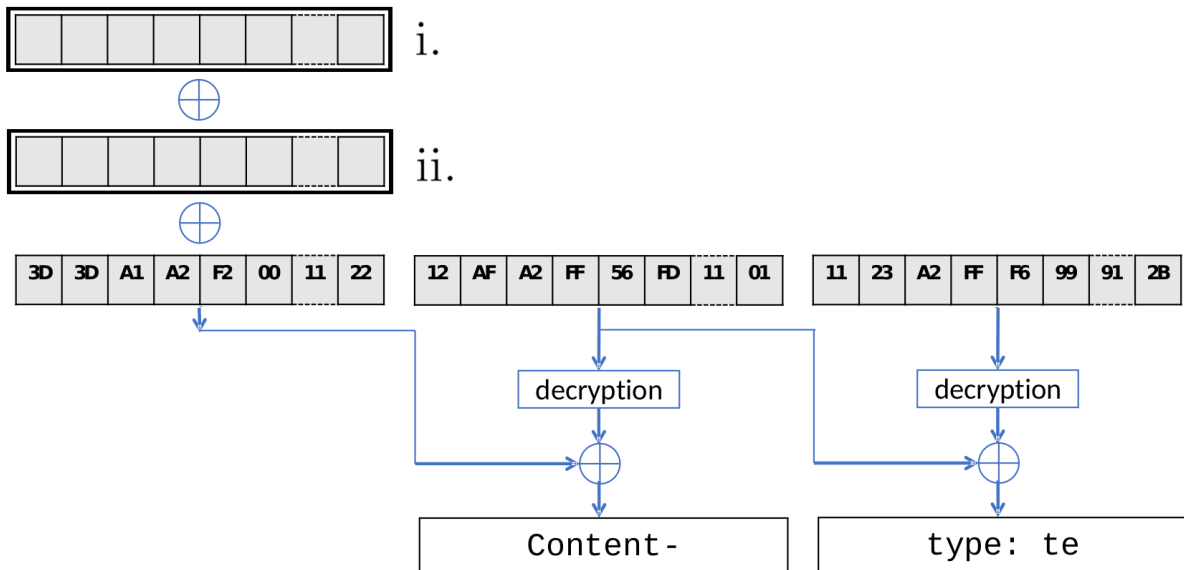 i.
ii.
3D 3D A1 A2 F2 00 11 22 12 AF A2 FF 56 FD 11 01 11 23 A2 FF F6 99 91 2B
decryption decryption
Content- type: te